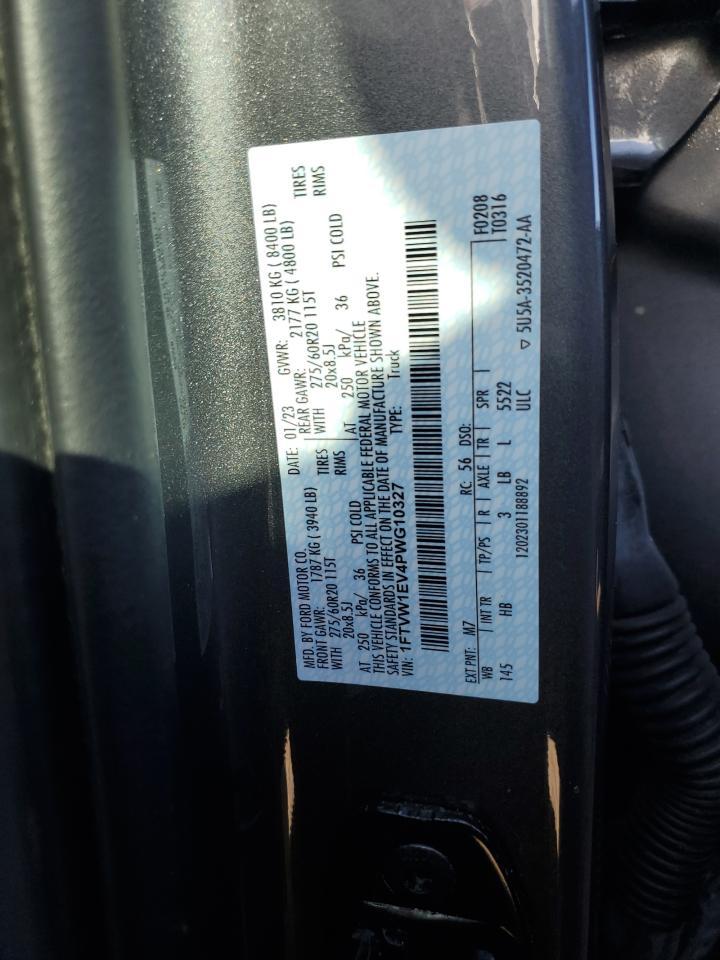 MFD. BY FORD MOTOR CO. DATE: 01/23 GVWR: 3810 KG ( 8400 LB)
FRONT GAWR: 1787 KG (3940 LB) REAR GAWR: 2177 KG ( 4800 LB)
WITH 275/60R20 115T TIRES WITH 275/60R20 115T TIRES
20x8.5J RIMS 20x8.5J RIMS
AT 250 kPa/ 36 PSI COLD AT 250 kPa/ 36 PSI COLD
THIS VEHICLE CONFORMS TO ALL APPLICABLE FEDERAL MOTOR VEHICLE
SAFETY STANDARDS IN EFFECT ON THE DATE OF MANUFACTURE SHOWN ABOVE.
VIN: 1FTVW1EV4PWG10327 TYPE: Truck
F0208
T0316
EXT PNT: M7 RC: 56 DSO:
WB INT TR TP/PS R AXLE TR SPR
145 HB 3 LB L 5522
1202301188892 ULC
▽ 5U5A-3520472-AA